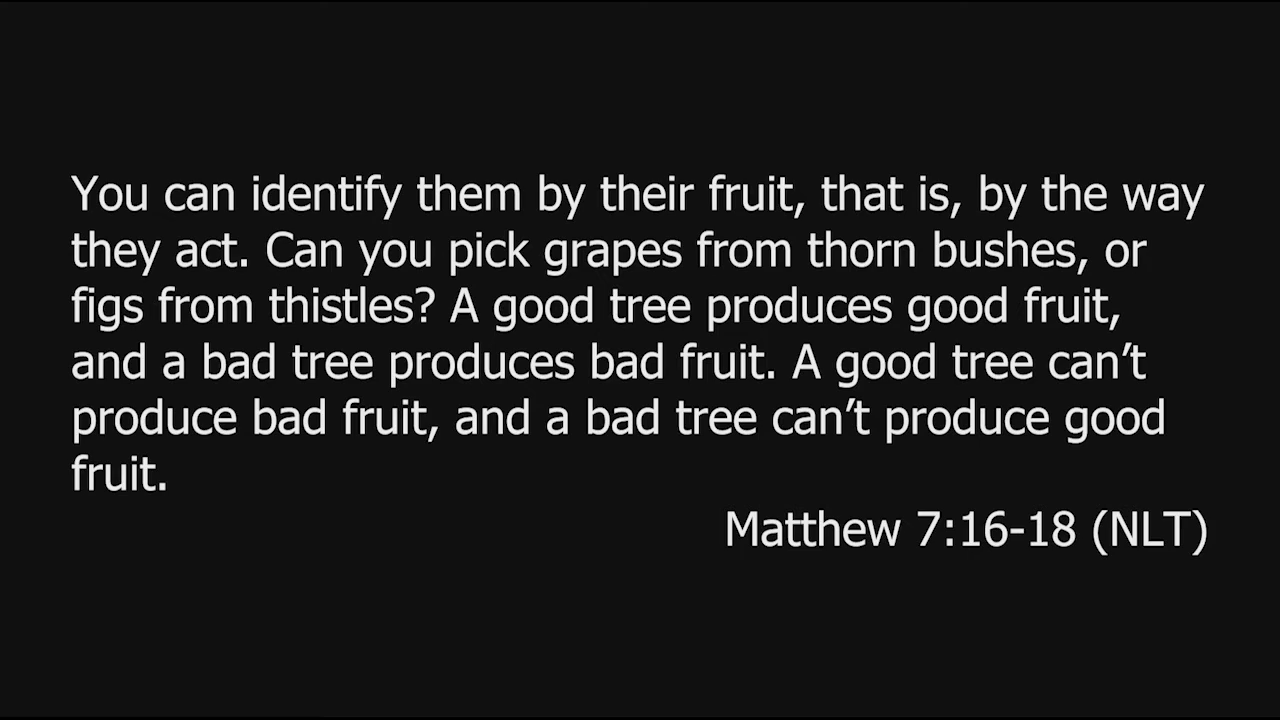 You can identify them by their fruit, that is, by the way
they act. Can you pick grapes from thorn bushes, or
figs from thistles? A good tree produces good fruit,
and a bad tree produces bad fruit. A good tree can’t
produce bad fruit, and a bad tree can’t produce good
fruit.
Matthew 7:16-18 (NLT)